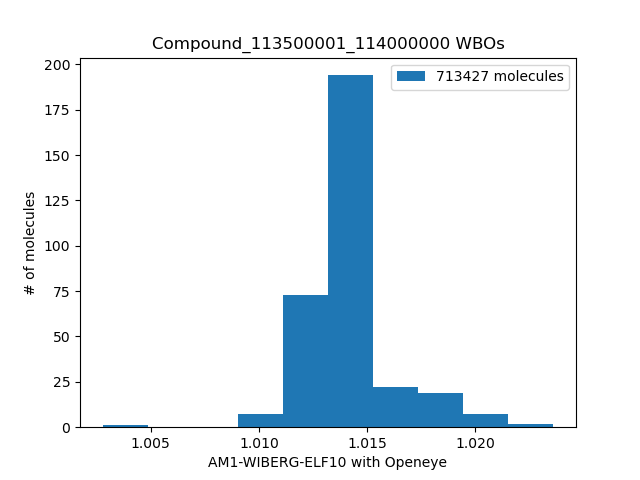 Compound_113500001_114000000 WBOs
713427 molecules
200
175
150
125
100
75
50
25
0
# of molecules
1.005 1.010 1.015 1.020
AM1-WIBERG-ELF10 with Openeye